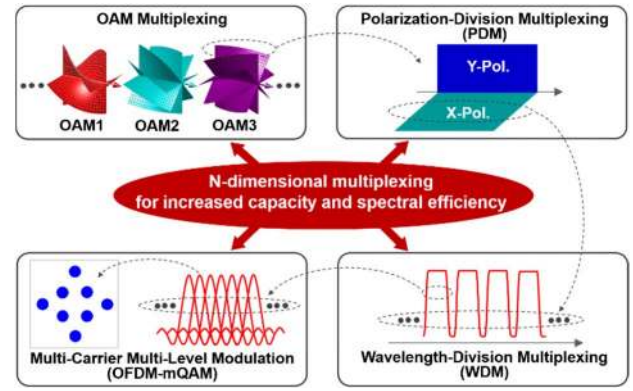 OAM Multiplexing
OAM1 OAM2 OAM3
Polarization-Division Multiplexing
(PDM)
Y-Pol.
X-Pol.
N-dimensional multiplexing
for increased capacity and spectral efficiency
Multi-Carrier Multi-Level Modulation
(OFDM-mQAM)
Wavelength-Division Multiplexing
(WDM)